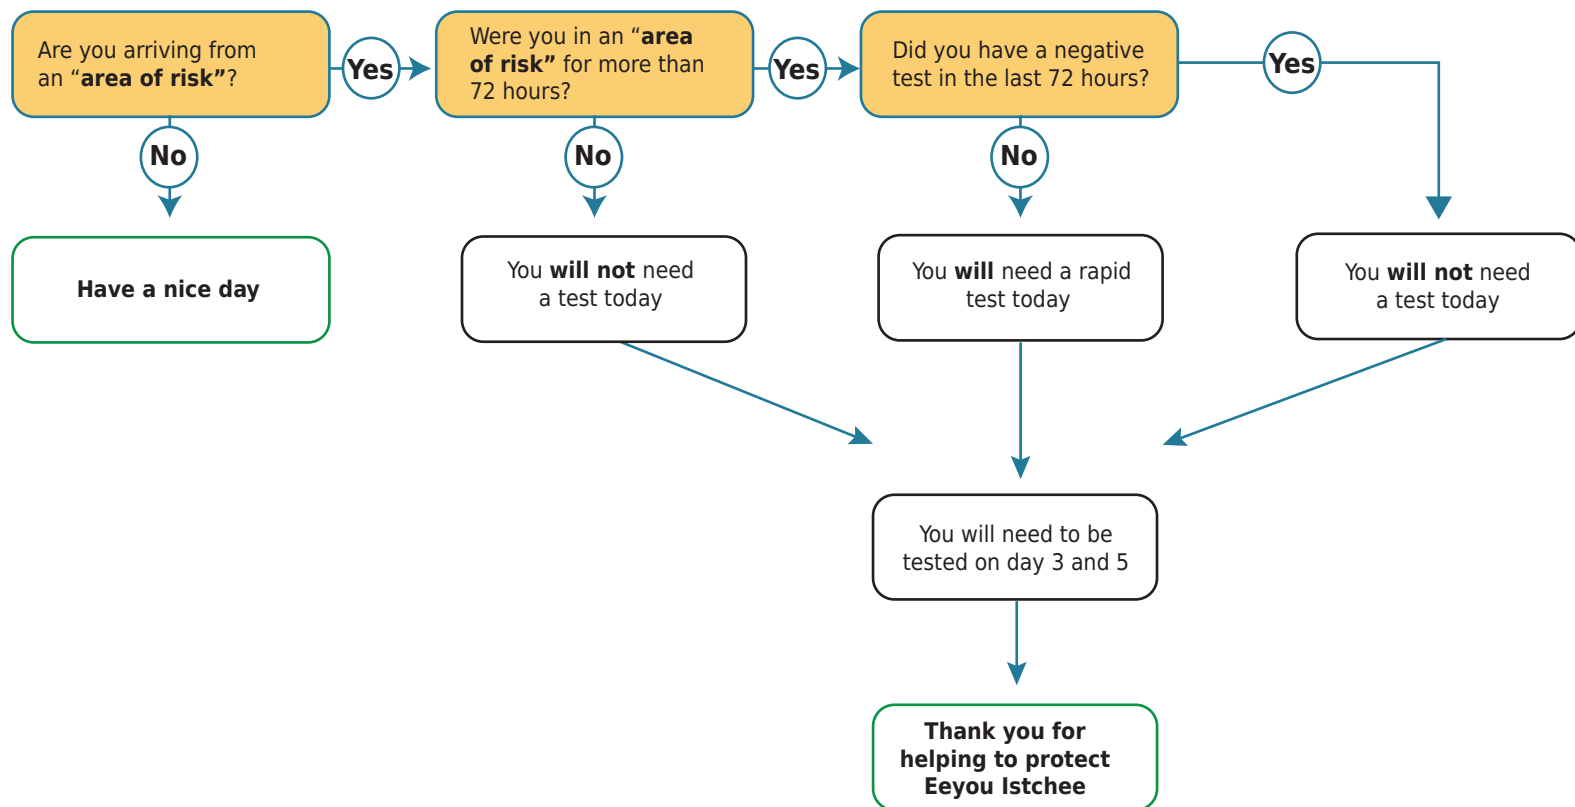 Are you arriving from
an “area of risk”?
Yes
Were you in an “area
of risk” for more than
72 hours?
Yes
Did you have a negative
test in the last 72 hours?
Yes
No
No
No
Have a nice day
You will not need
a test today
You will need a rapid
test today
You will not need
a test today
You will need to be
tested on day 3 and 5
Thank you for
helping to protect
Eeyou Istchee